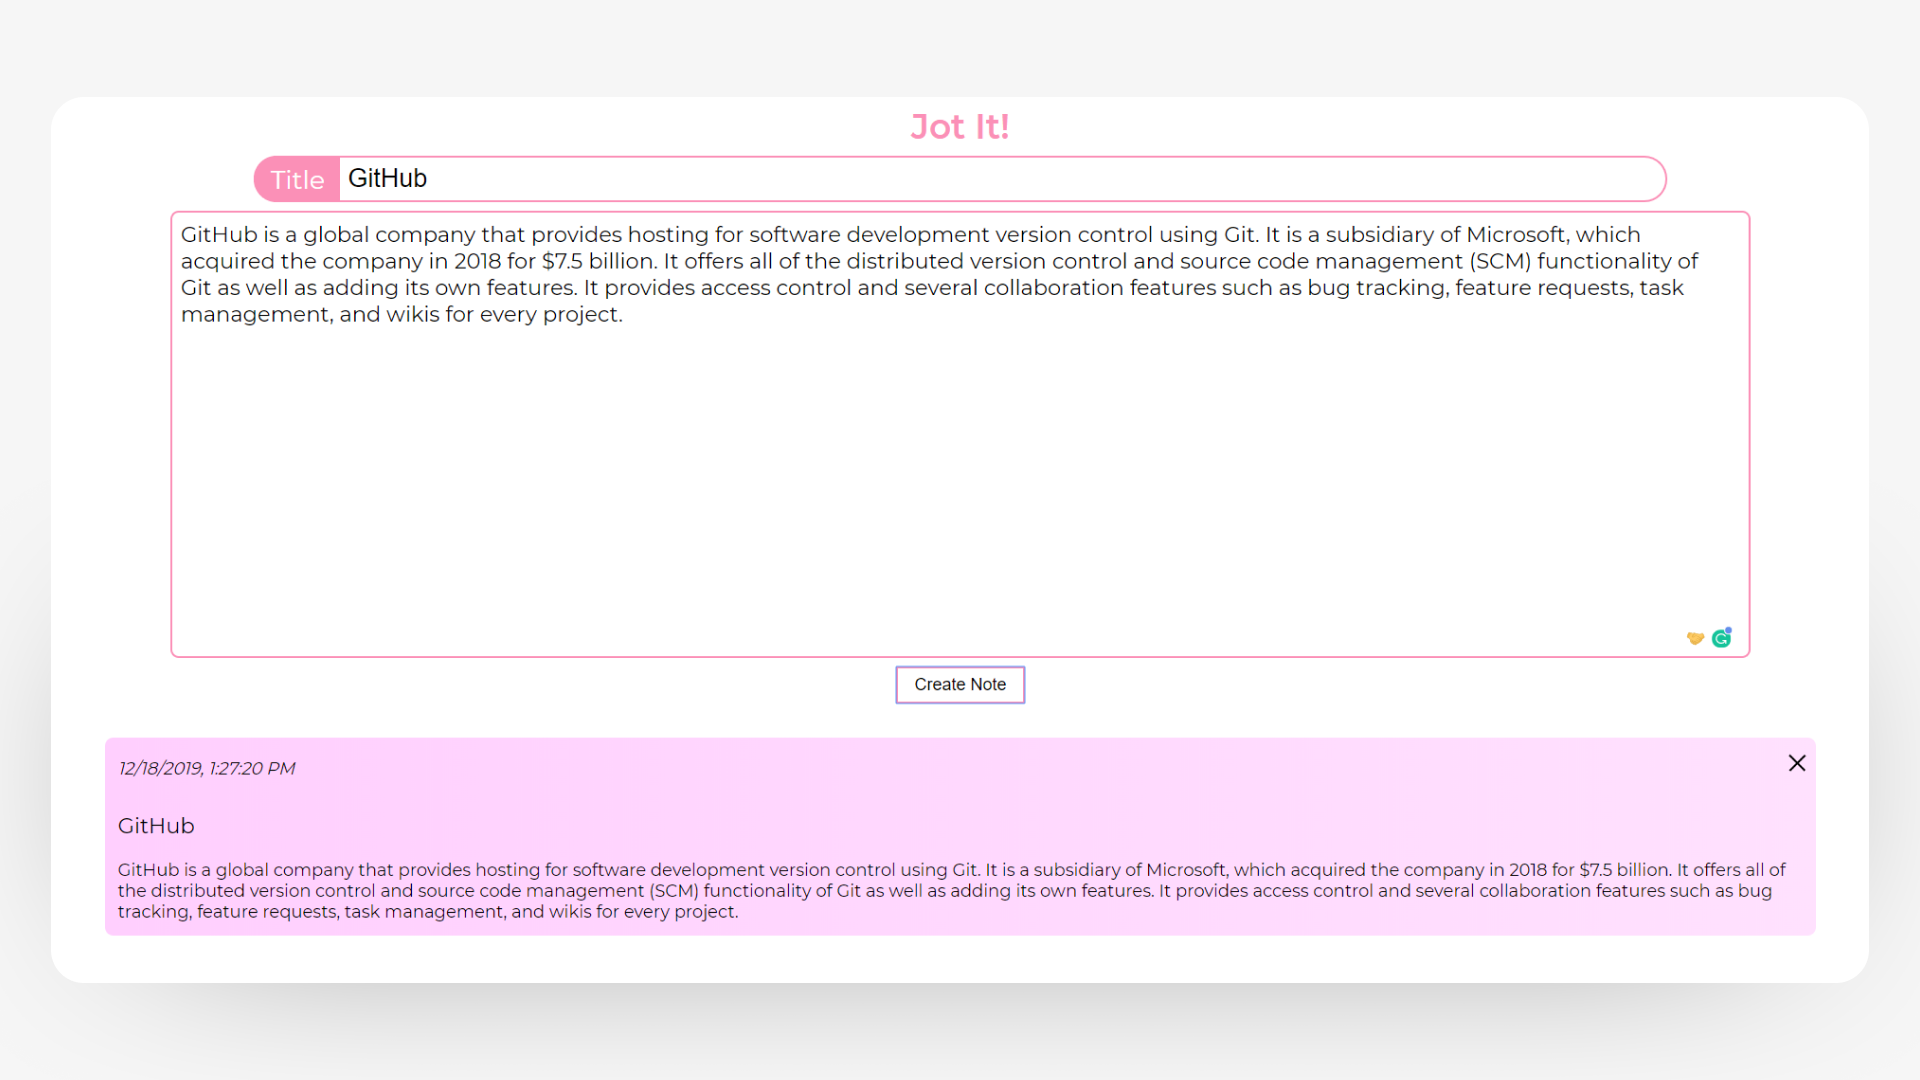 Jot It!
Title GitHub
GitHub is a global company that provides hosting for software development version control using Git. It is a subsidiary of Microsoft, which
acquired the company in 2018 for $7.5 billion. It offers all of the distributed version control and source code management (SCM) functionality of
Git as well as adding its own features. It provides access control and several collaboration features such as bug tracking, feature requests, task
management, and wikis for every project.
Create Note
12/18/2019, 1:27:20 PM
GitHub
GitHub is a global company that provides hosting for software development version control using Git. It is a subsidiary of Microsoft, which acquired the company in 2018 for $7.5 billion. It offers all of
the distributed version control and source code management (SCM) functionality of Git as well as adding its own features. It provides access control and several collaboration features such as bug
tracking, feature requests, task management, and wikis for every project.